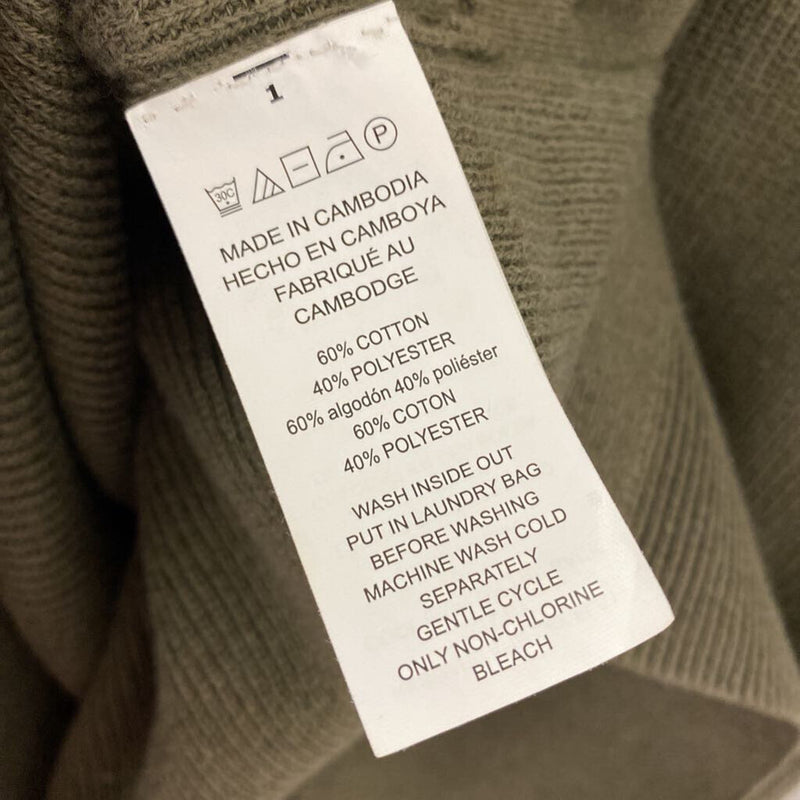 1
30C
P
MADE IN CAMBODIA
HECHO EN CAMBOYA
FABRIQUÉ AU
CAMBODGE
60% COTTON
40% POLYESTER
60% algodón 40% poliéster
60% COTON
40% POLYESTER
WASH INSIDE OUT
PUT IN LAUNDRY BAG
BEFORE WASHING
MACHINE WASH COLD
SEPARATELY
GENTLE CYCLE
ONLY NON-CHLORINE
BLEACH